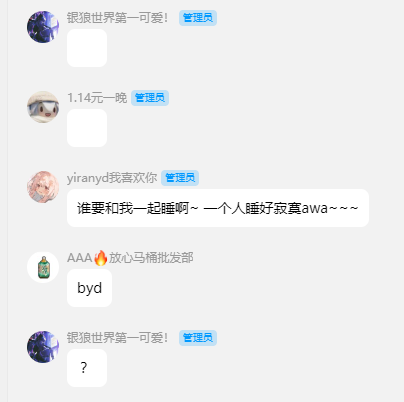 银狼世界第一可爱！ 管理员
1.14元一晚 管理员
yiranyd我喜欢你 管理员
谁要和我一起睡啊~ 一个人睡好寂寞awa~~~
AAA🔥放心马桶批发部
byd
银狼世界第一可爱！ 管理员
？